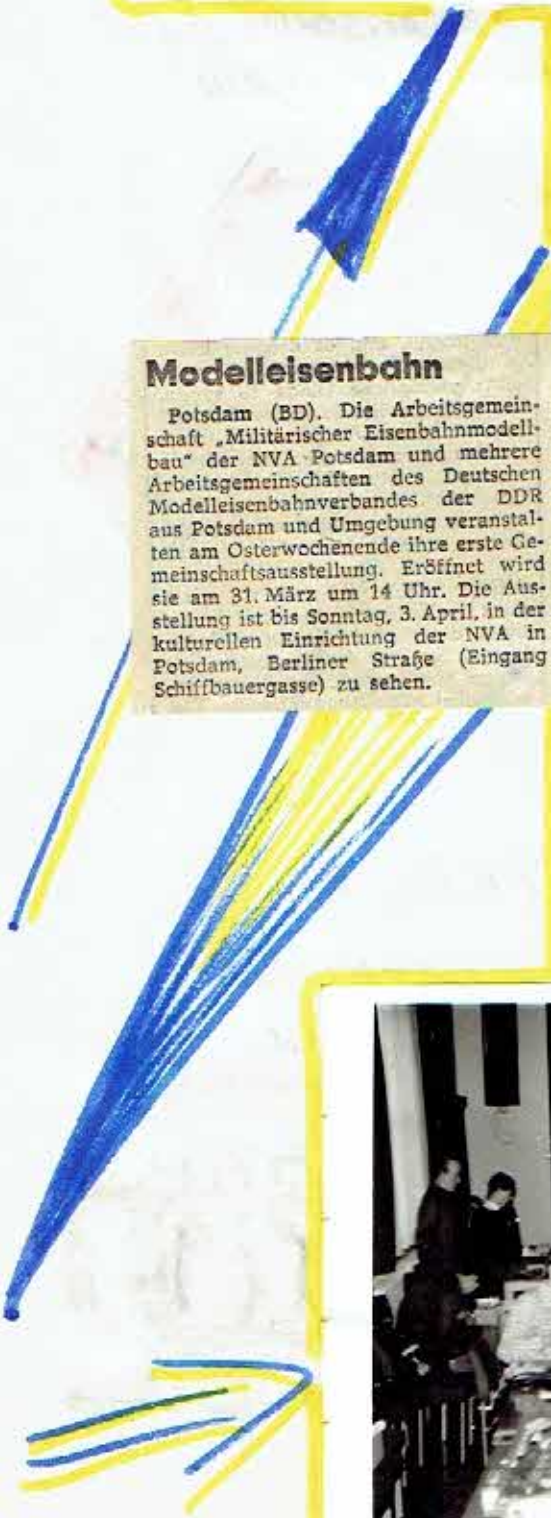 Modelleisenbahn
Potsdam (BD). Die Arbeitsgemein-
schaft „Militärischer Eisenbahnmodell-
bau" der NVA Potsdam und mehrere
Arbeitsgemeinschaften des Deutschen
Modelleisenbahnverbandes der DDR
aus Potsdam und Umgebung veranstal-
ten am Osterwochenende ihre erste Ge-
meinschaftsausstellung. Eröffnet wird
sie am 31. März um 14 Uhr. Die Aus-
stellung ist bis Sonntag, 3. April, in der
kulturellen Einrichtung der NVA in
Potsdam, Berliner Straße (Eingang
Schiffbauergasse) zu sehen.